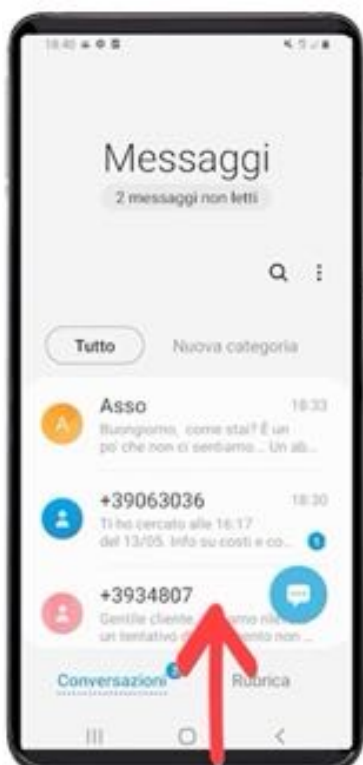 18:40
Messaggi
2 messaggi non letti
Tutto Nuova categoria
Asso 18:33
Buongiorno, come stai? È un
po' che non ci sentiamo... Un ab...
+39063036 18:30
Ti ho cercato alle 16:17
del 13/05. Info su costi e co... 1
+3934807
Gentile cliente,
un tentativo di non ...
Conversazioni Rubrica